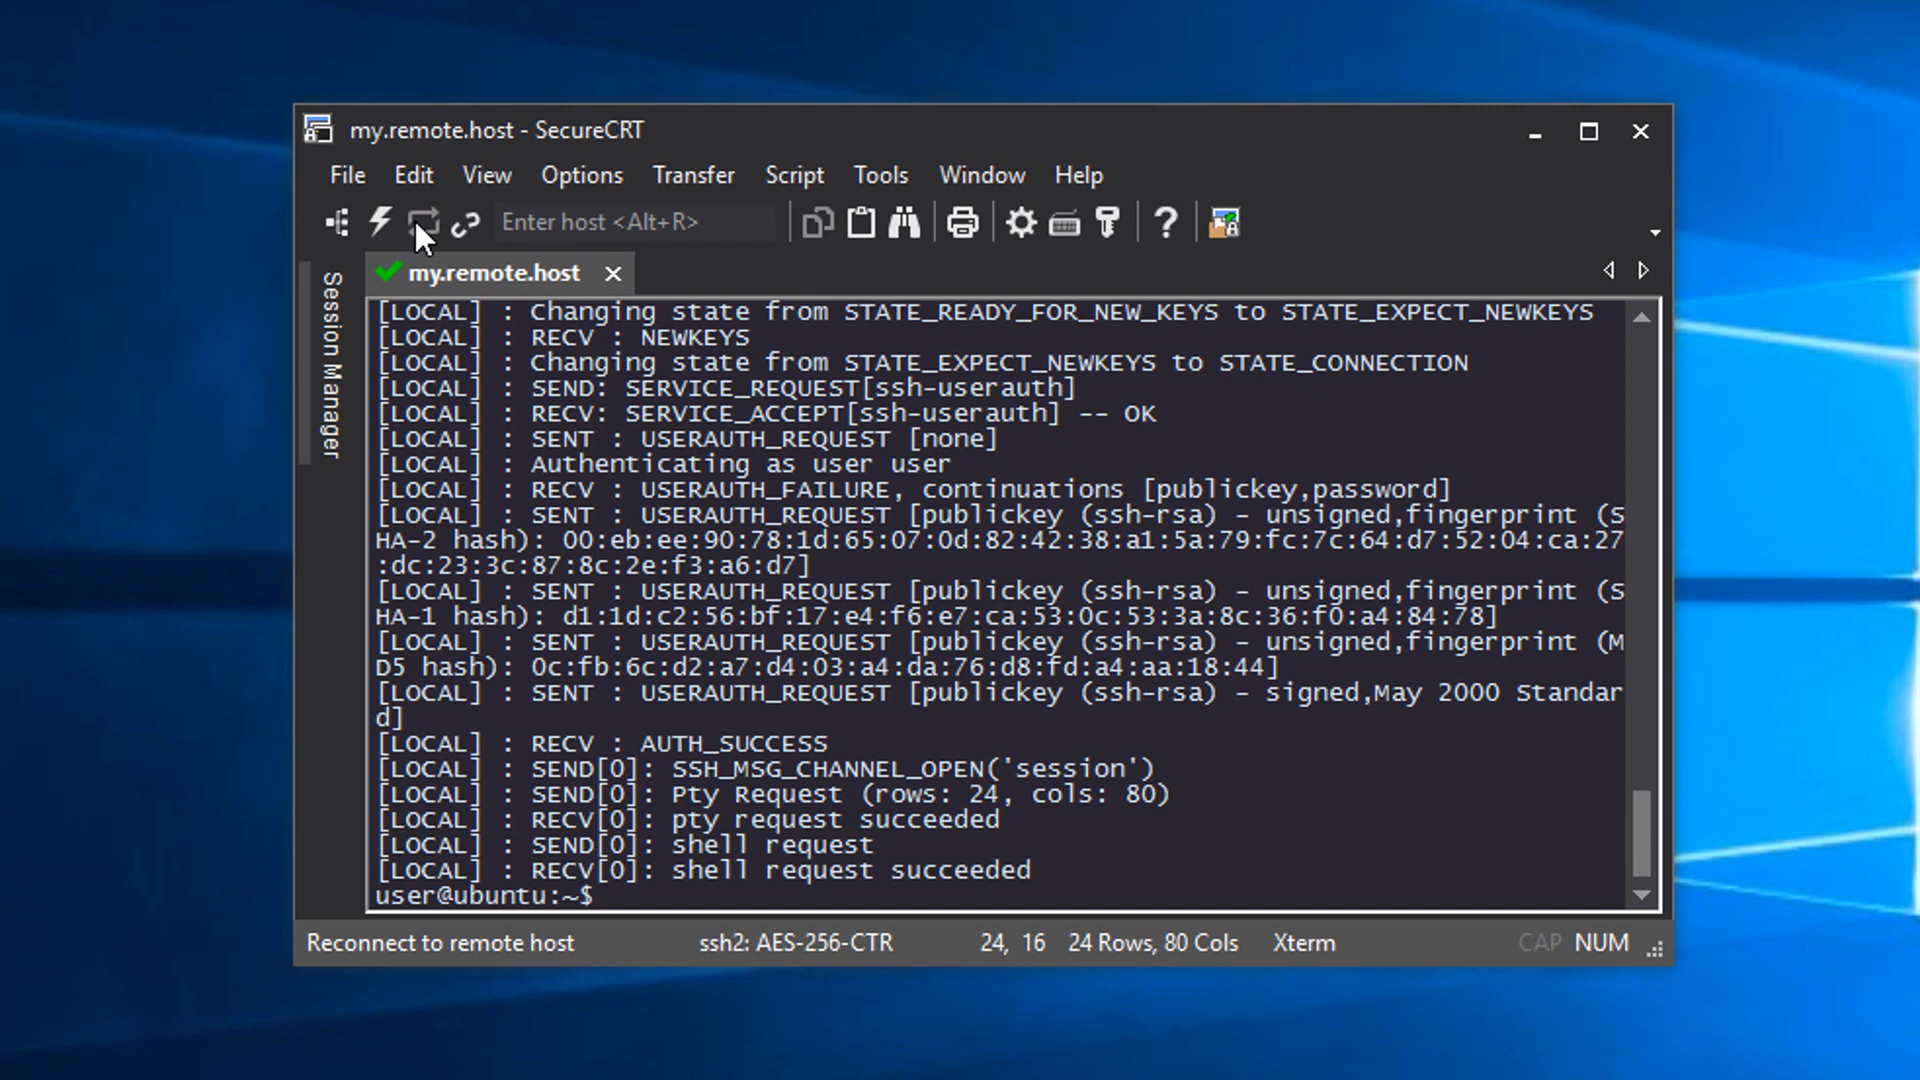 my.remote.host - SecureCRT
File Edit View Options Transfer Script Tools Window Help
Enter host <Alt+R>
my.remote.host
Session Manager
[LOCAL] : Changing state from STATE_READY_FOR_NEW_KEYS to STATE_EXPECT_NEWKEYS
[LOCAL] : RECV : NEWKEYS
[LOCAL] : Changing state from STATE_EXPECT_NEWKEYS to STATE_CONNECTION
[LOCAL] : SEND: SERVICE_REQUEST[ssh-userauth]
[LOCAL] : RECV: SERVICE_ACCEPT[ssh-userauth] -- OK
[LOCAL] : SENT : USERAUTH_REQUEST [none]
[LOCAL] : Authenticating as user user
[LOCAL] : RECV : USERAUTH_FAILURE, continuations [publickey,password]
[LOCAL] : SENT : USERAUTH_REQUEST [publickey (ssh-rsa) - unsigned,fingerprint (S
HA-2 hash): 00:eb:ee:90:78:1d:65:07:0d:82:42:38:a1:5a:79:fc:7c:64:d7:52:04:ca:27
:dc:23:3c:87:8c:2e:f3:a6:d7]
[LOCAL] : SENT : USERAUTH_REQUEST [publickey (ssh-rsa) - unsigned,fingerprint (S
HA-1 hash): d1:1d:c2:56:bf:17:e4:f6:e7:ca:53:0c:53:3a:8c:36:f0:a4:84:78]
[LOCAL] : SENT : USERAUTH_REQUEST [publickey (ssh-rsa) - unsigned,fingerprint (M
D5 hash): 0c:fb:6c:d2:a7:d4:03:a4:da:76:d8:fd:a4:aa:18:44]
[LOCAL] : SENT : USERAUTH_REQUEST [publickey (ssh-rsa) - signed,May 2000 Standar
d]
[LOCAL] : RECV : AUTH_SUCCESS
[LOCAL] : SEND[0]: SSH_MSG_CHANNEL_OPEN('session')
[LOCAL] : SEND[0]: Pty Request (rows: 24, cols: 80)
[LOCAL] : RECV[0]: pty request succeeded
[LOCAL] : SEND[0]: shell request
[LOCAL] : RECV[0]: shell request succeeded
user@ubuntu:~$
Reconnect to remote host ssh2: AES-256-CTR 24, 16 24 Rows, 80 Cols Xterm CAP NUM